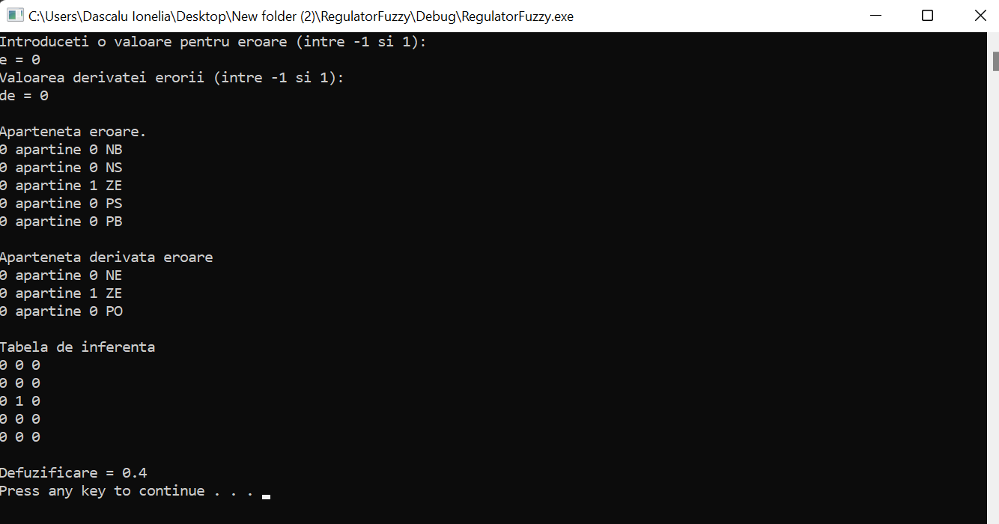 C:\Users\Dascalu Ionelia\Desktop\New folder (2)\RegulatorFuzzy\Debug\RegulatorFuzzy.exe
Introduceti o valoare pentru eroare (intre -1 si 1):
e = 0
Valoarea derivatei erorii (intre -1 si 1):
de = 0
Aparteneta eroare.
0 apartine 0 NB
0 apartine 0 NS
0 apartine 1 ZE
0 apartine 0 PS
0 apartine 0 PB
Aparteneta derivata eroare
0 apartine 0 NE
0 apartine 1 ZE
0 apartine 0 PO
Tabela de inferenta
0 0 0
0 0 0
0 1 0
0 0 0
0 0 0
Defuzificare = 0.4
Press any key to continue . . .